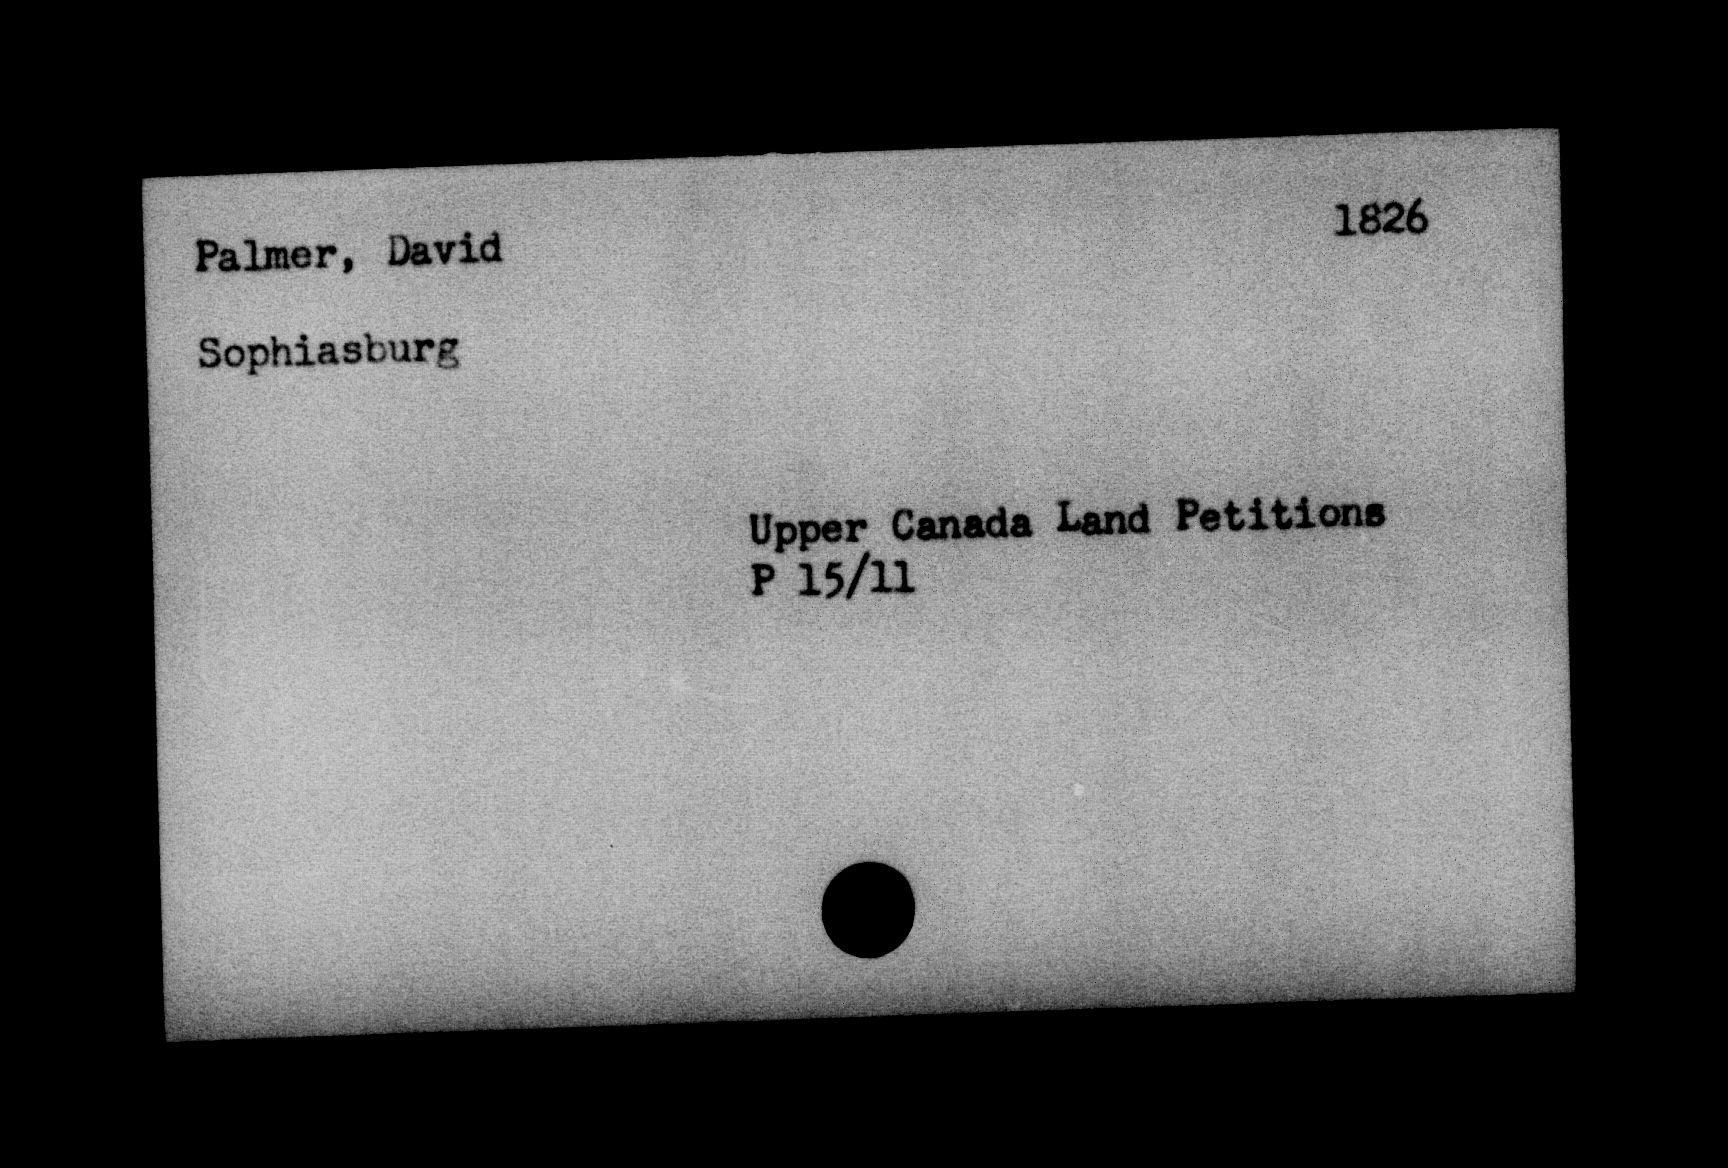 Palmer, David
1826
Sophiasburg
Upper Canada Land Petitions
P 15/11